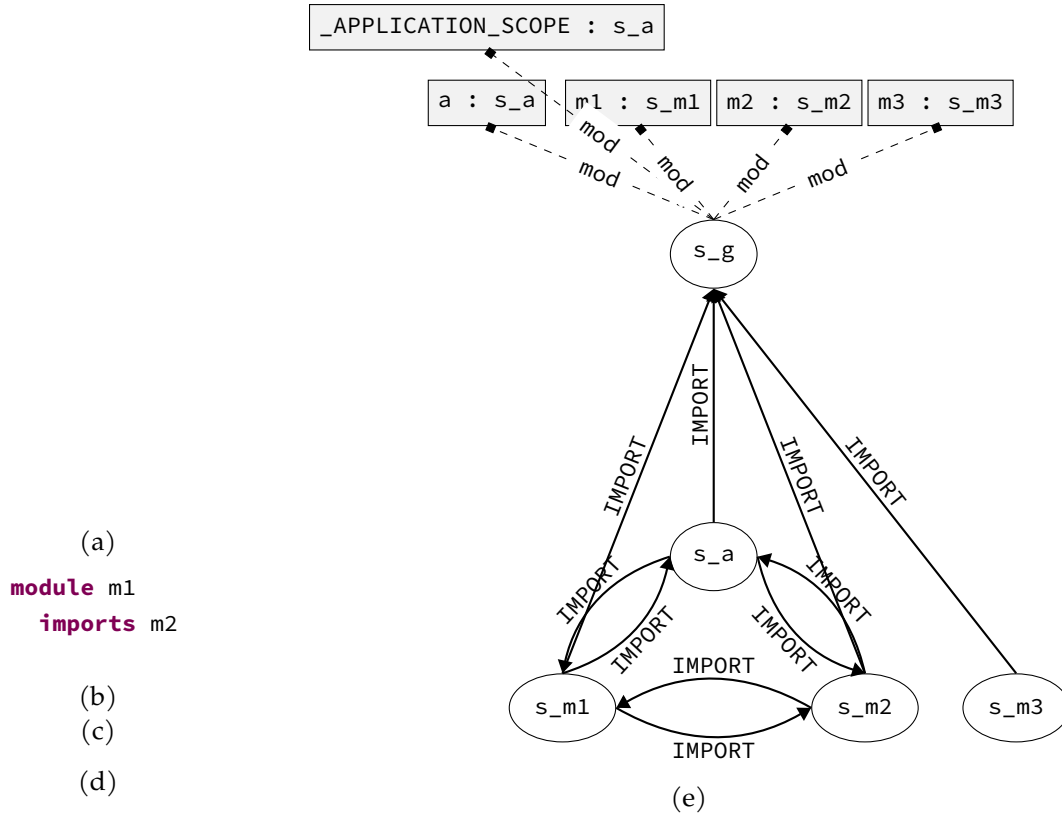 _APPLICATION_SCOPE : s_a
a : s_a
m1 : s_m1
m2 : s_m2
m3 : s_m3
mod
mod
mod
mod
mod
s_g
IMPORT
IMPORT
IMPORT
IMPORT
(a)
module m1
imports m2
s_a
IMPORT
IMPORT
IMPORT
IMPORT
IMPORT
(b)
(c)
(d)
s_m1
s_m2
s_m3
IMPORT
(e)